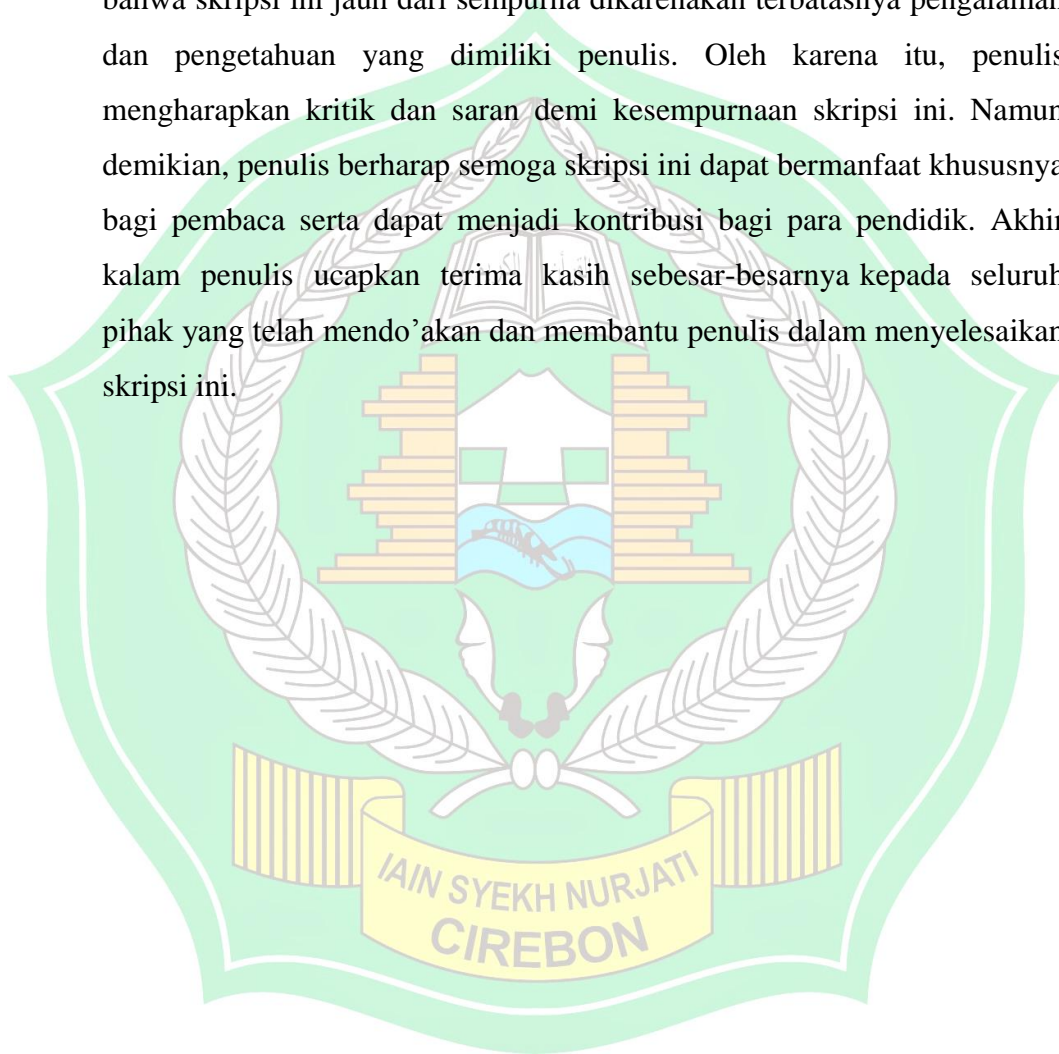 bahwa skripsi ini jauh dari sempurna dikarenakan terbatasnya pengalaman
dan pengetahuan yang dimiliki penulis. Oleh karena itu, penulis
mengharapkan kritik dan saran demi kesempurnaan skripsi ini. Namun
demikian, penulis berharap semoga skripsi ini dapat bermanfaat khususnya
bagi pembaca serta dapat menjadi kontribusi bagi para pendidik. Akhir
kalam penulis ucapkan terima kasih sebesar-besarnya kepada seluruh
pihak yang telah mendo’akan dan membantu penulis dalam menyelesaikan
skripsi ini.
IAIN SYEKH NURJATI
CIREBON